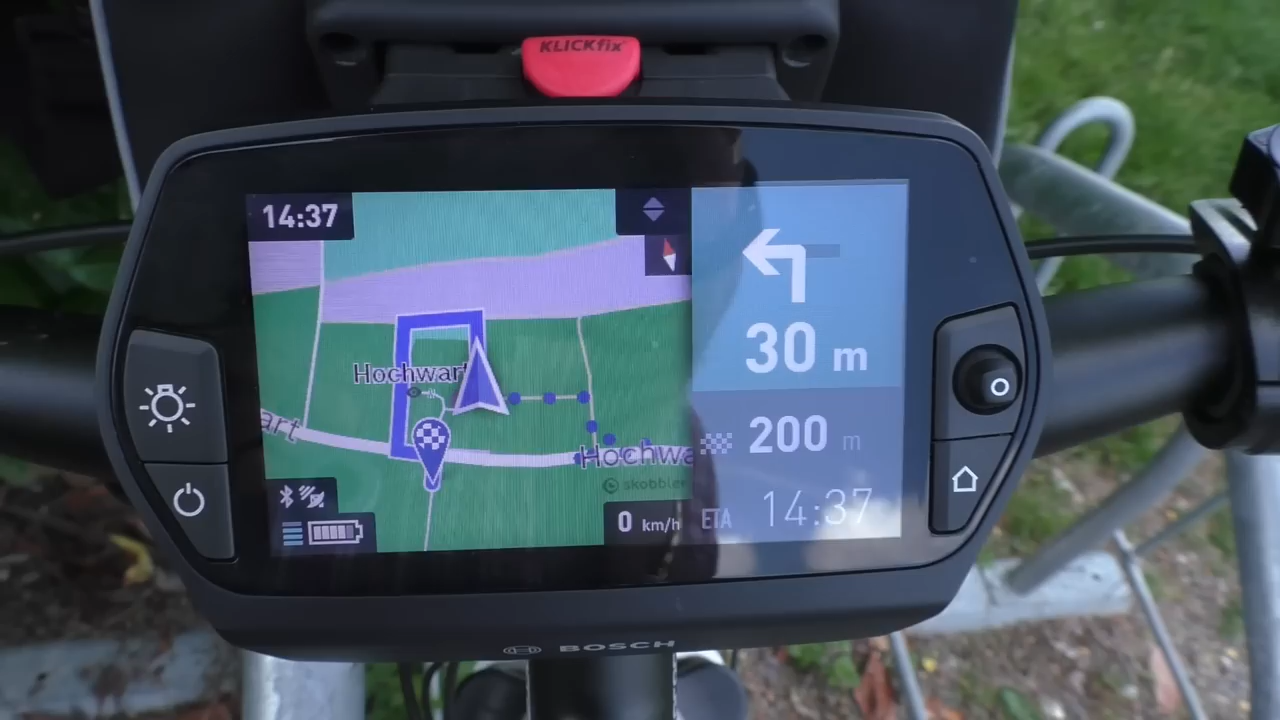 KLICKfix
14:37
30 m
Hochwart
art
200 m
Hochwa
skobbler
0 km/h
ETA 14:37
BOSCH